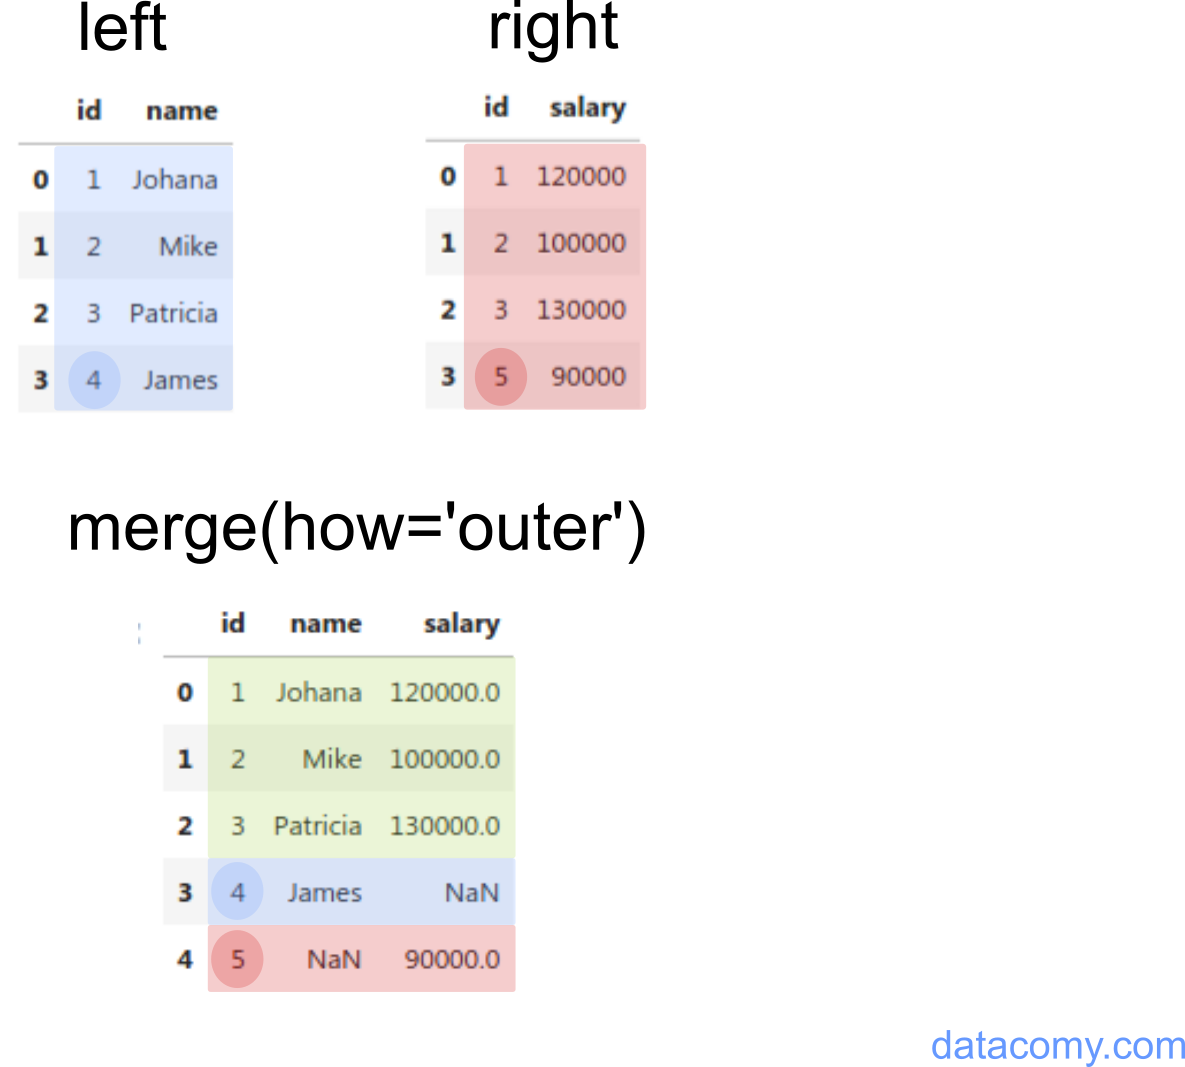 left
id name
0 1 Johana
1 2 Mike
2 3 Patricia
3 4 James
right
id salary
0 1 120000
1 2 100000
2 3 130000
3 5 90000
merge(how='outer')
id name salary
0 1 Johana 120000.0
1 2 Mike 100000.0
2 3 Patricia 130000.0
3 4 James NaN
4 5 NaN 90000.0
datacomy.com